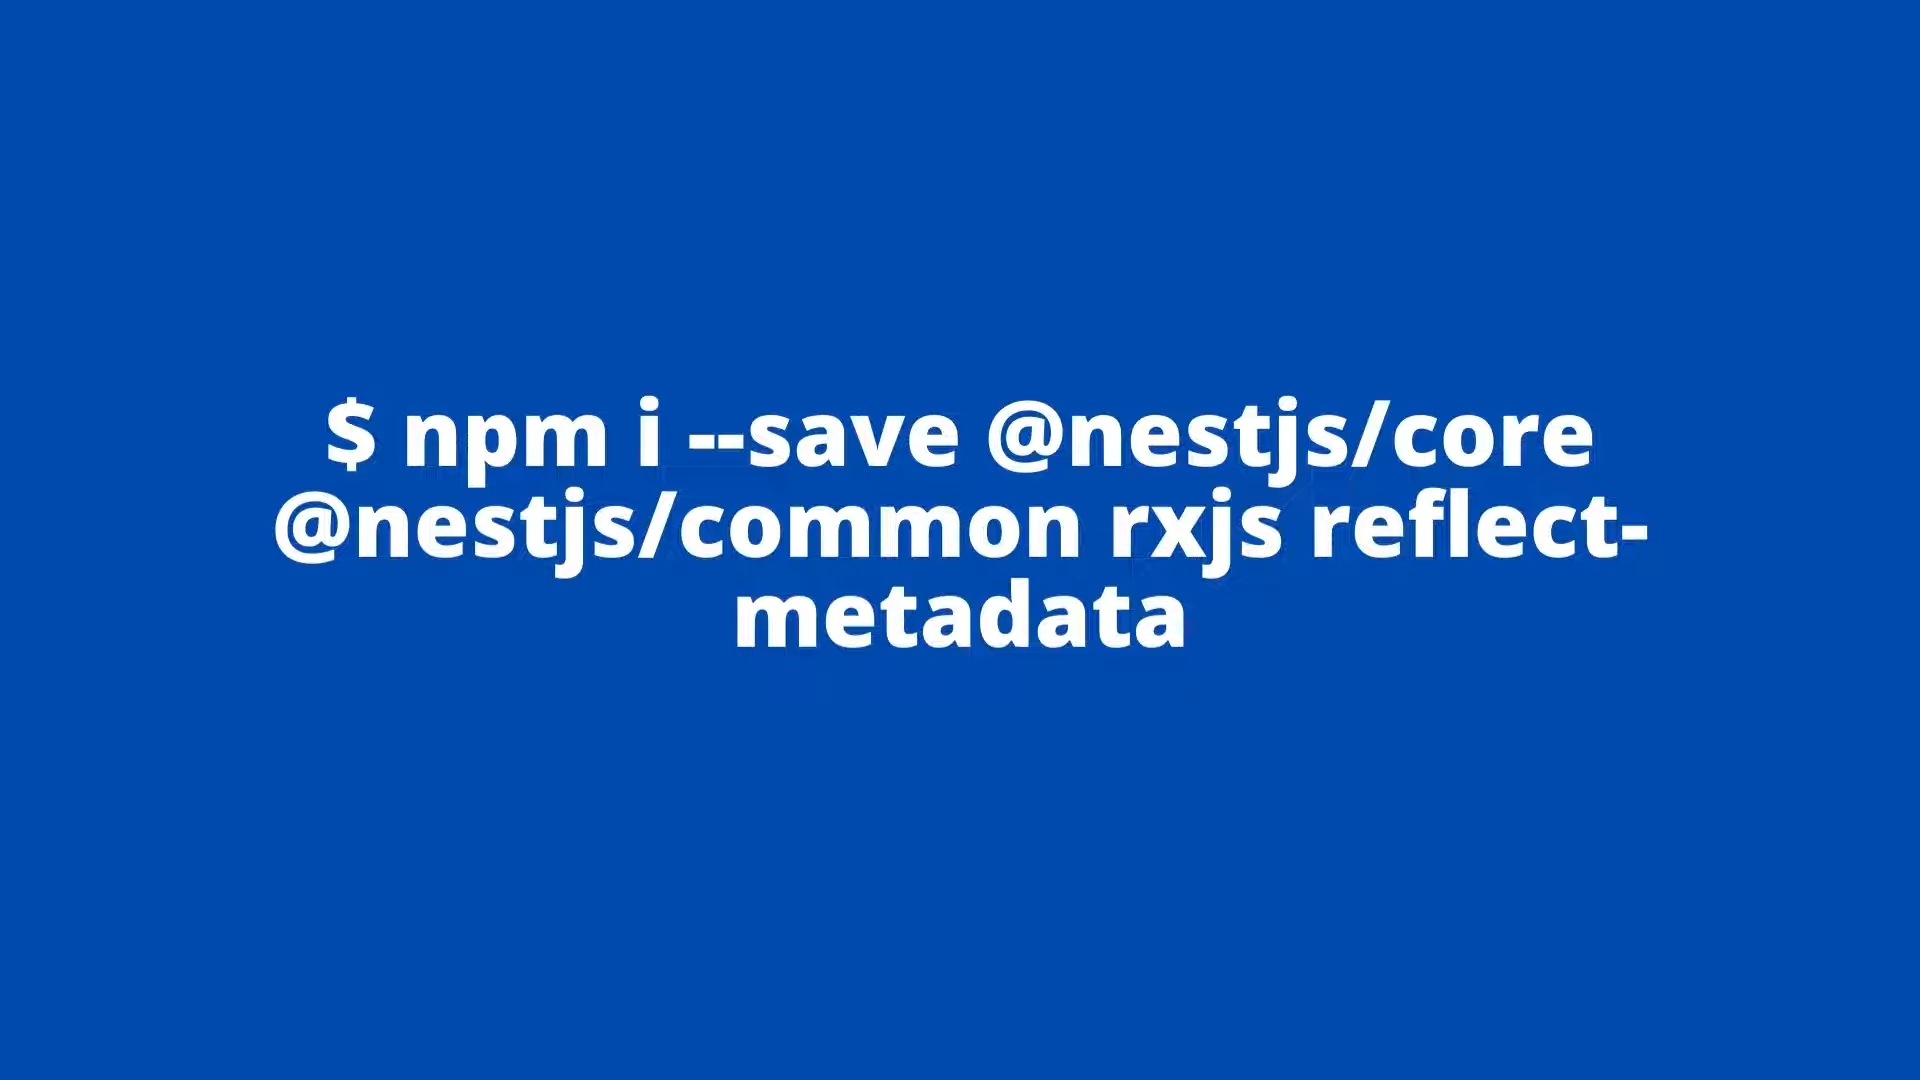 $ npm i --save @nestjs/core
@nestjs/common rxjs reflect-
metadata